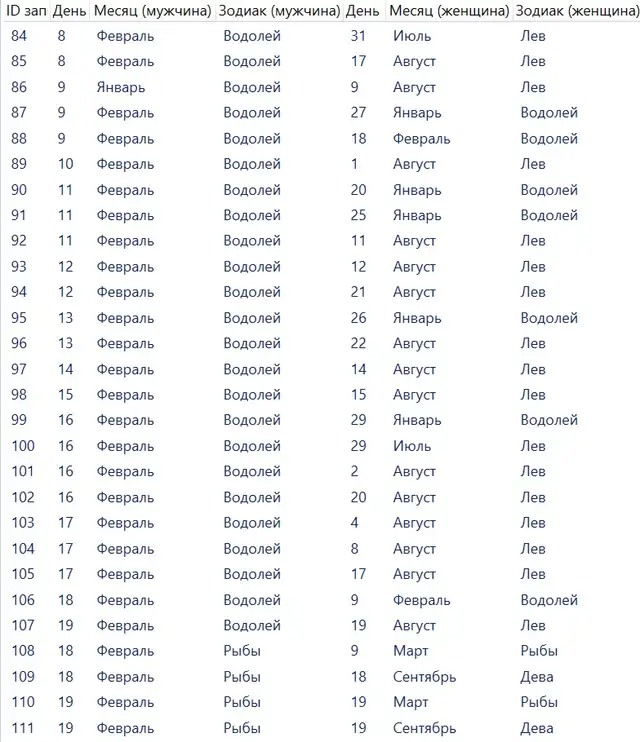 ID зап День Месяц (мужчина) Зодиак (мужчина) День Месяц (женщина) Зодиак (женщина)
84 8 Февраль Водолей 31 Июль Лев
85 8 Февраль Водолей 17 Август Лев
86 9 Январь Водолей 9 Август Лев
87 9 Февраль Водолей 27 Январь Водолей
88 9 Февраль Водолей 18 Февраль Водолей
89 10 Февраль Водолей 1 Август Лев
90 11 Февраль Водолей 20 Январь Водолей
91 11 Февраль Водолей 25 Январь Водолей
92 11 Февраль Водолей 11 Август Лев
93 12 Февраль Водолей 12 Август Лев
94 12 Февраль Водолей 21 Август Лев
95 13 Февраль Водолей 26 Январь Водолей
96 13 Февраль Водолей 22 Август Лев
97 14 Февраль Водолей 14 Август Лев
98 15 Февраль Водолей 15 Август Лев
99 16 Февраль Водолей 29 Январь Водолей
100 16 Февраль Водолей 29 Июль Лев
101 16 Февраль Водолей 2 Август Лев
102 16 Февраль Водолей 20 Август Лев
103 17 Февраль Водолей 4 Август Лев
104 17 Февраль Водолей 8 Август Лев
105 17 Февраль Водолей 17 Август Лев
106 18 Февраль Водолей 9 Февраль Водолей
107 19 Февраль Водолей 19 Август Лев
108 18 Февраль Рыбы 9 Март Рыбы
109 18 Февраль Рыбы 18 Сентябрь Дева
110 19 Февраль Рыбы 19 Март Рыбы
111 19 Февраль Рыбы 19 Сентябрь Дева